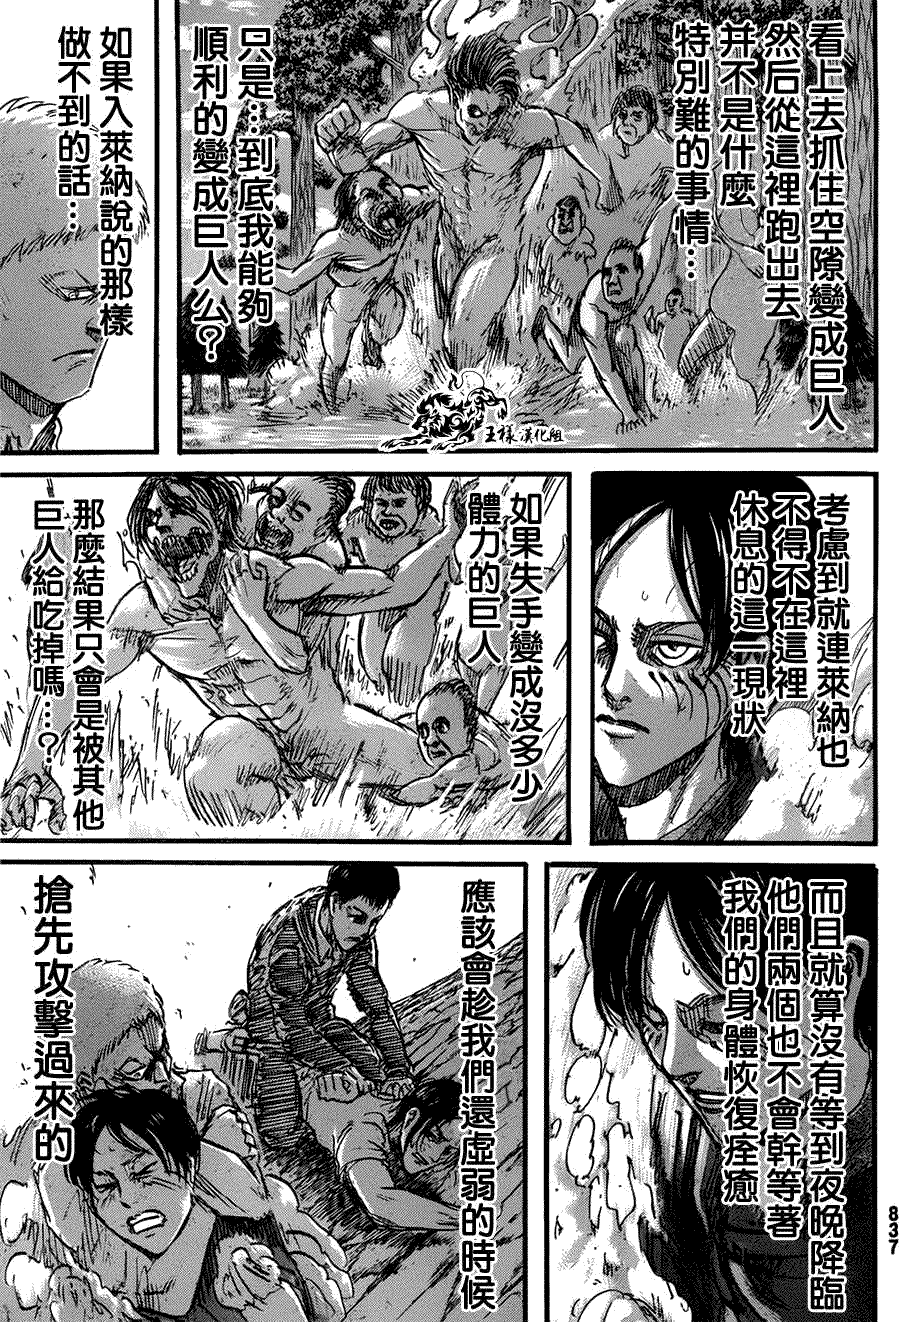 看上去抓住空隙變成巨人
然后從這裡跑出去
并不是什麼
特別難的事情…
只是…到底我能夠
順利的變成巨人么？
如果入萊納說的那樣
做不到的話…
王樣漢化組
考慮到就連萊納也
不得不在這裡
休息的這一現狀
如果失手變成沒多少
體力的巨人
那麼結果只會是被其他
巨人給吃掉嗎…？
而且就算沒有等到夜晚降臨
他們兩個也不會幹等著
我們的身體恢復痊癒
應該會趁我們還虛弱的時候
搶先攻擊過來的
837